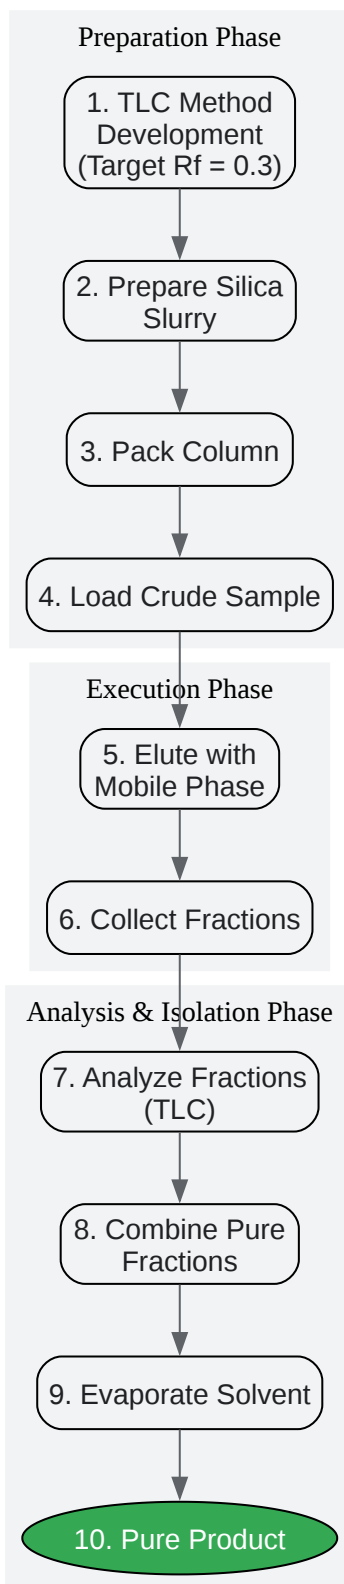 Preparation Phase
1. TLC Method
Development
(Target Rf = 0.3)
2. Prepare Silica
Slurry
3. Pack Column
4. Load Crude Sample
Execution Phase
5. Elute with
Mobile Phase
6. Collect Fractions
Analysis & Isolation Phase
7. Analyze Fractions
(TLC)
8. Combine Pure
Fractions
9. Evaporate Solvent
10. Pure Product